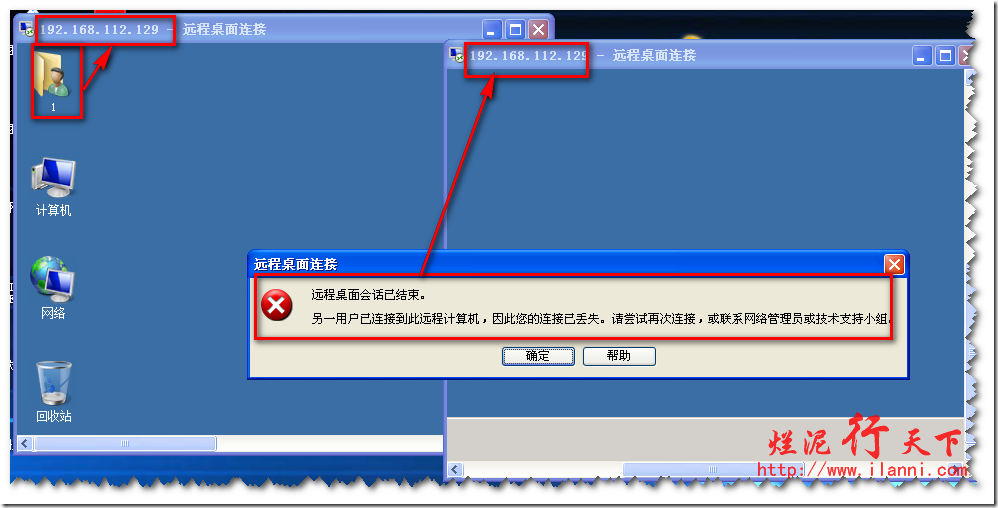 192.168.112.129 - 远程桌面连接
192.168.112.129 - 远程桌面连接
1
计算机
网络
回收站
远程桌面连接
远程桌面会话已结束。
另一用户已连接到此远程计算机，因此您的连接已丢失。请尝试再次连接，或联系网络管理员或技术支持小组。
确定
帮助
烂泥行天下
http://www.ilanni.com